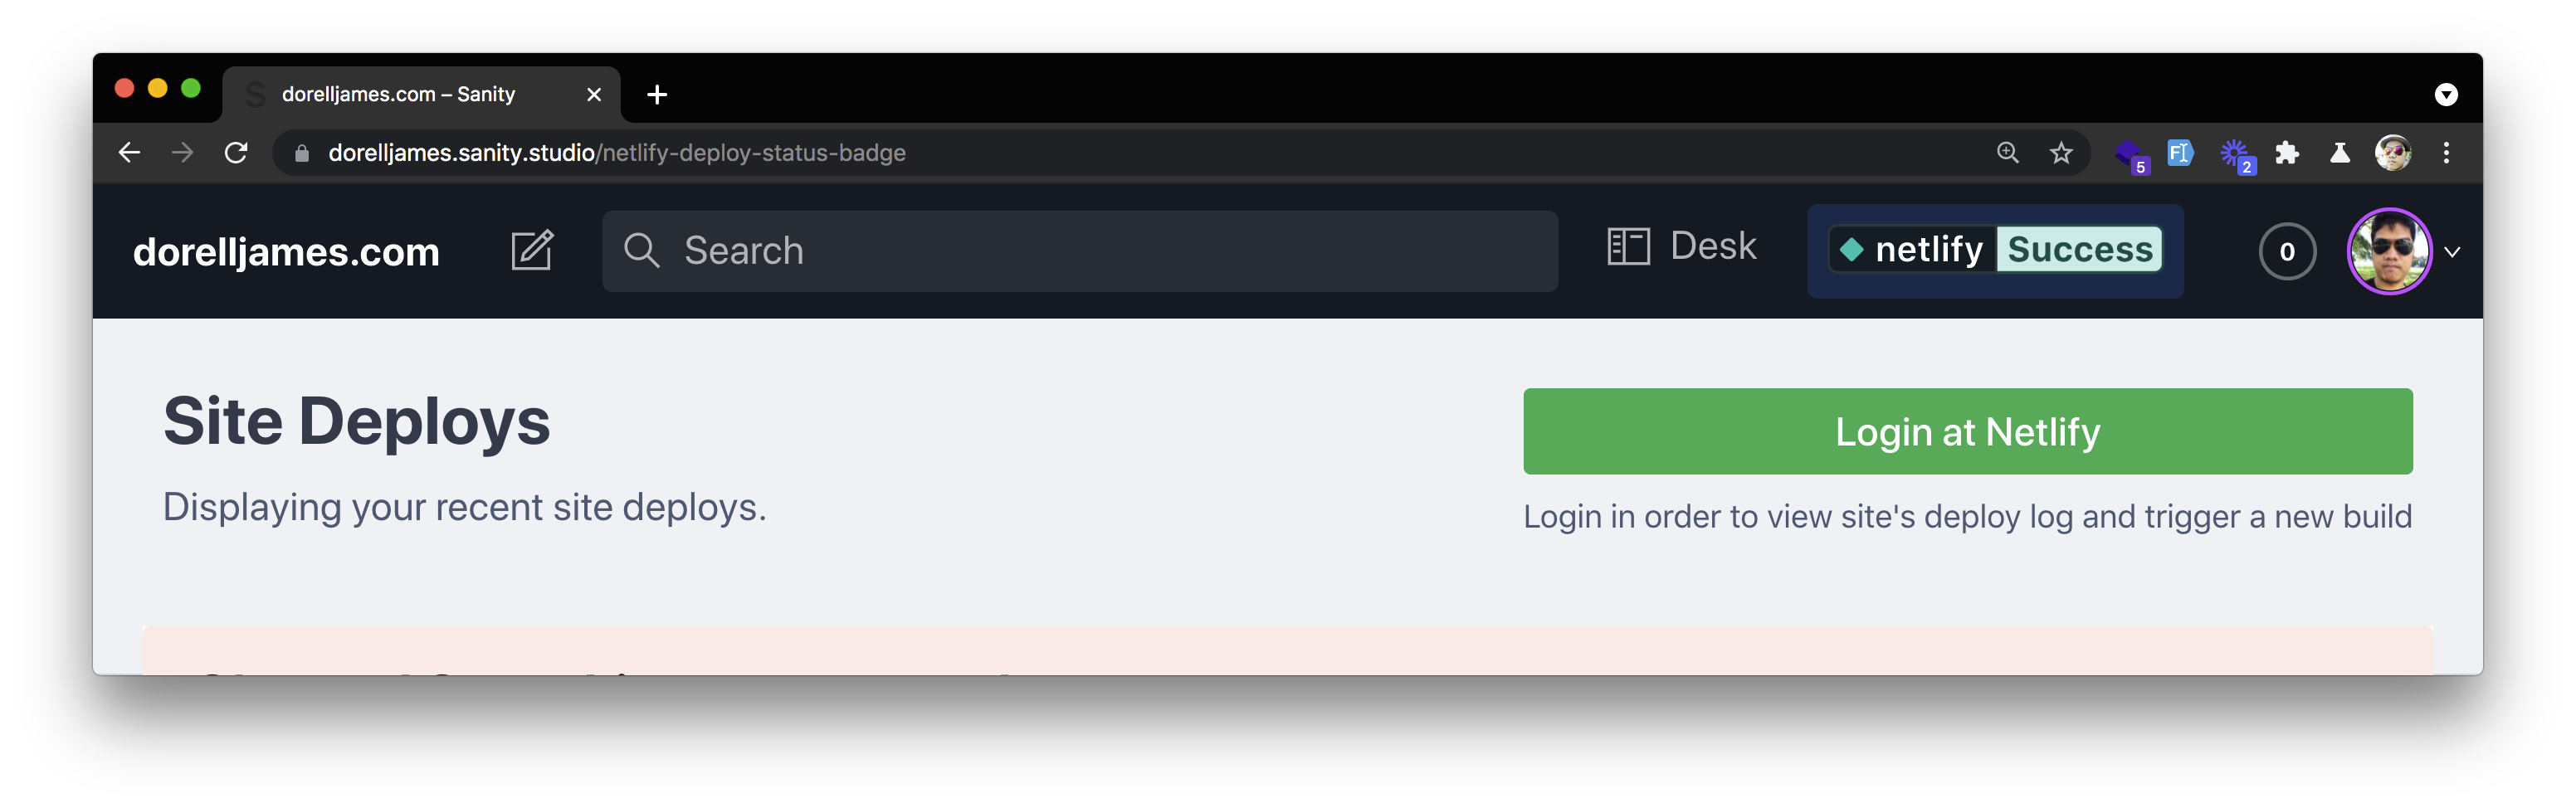 dorelljames.com – Sanity
dorelljames.sanity.studio/netlify-deploy-status-badge
5
2
dorelljames.com
Search
Desk
netlify Success
0
Site Deploys
Login at Netlify
Displaying your recent site deploys.
Login in order to view site's deploy log and trigger a new build